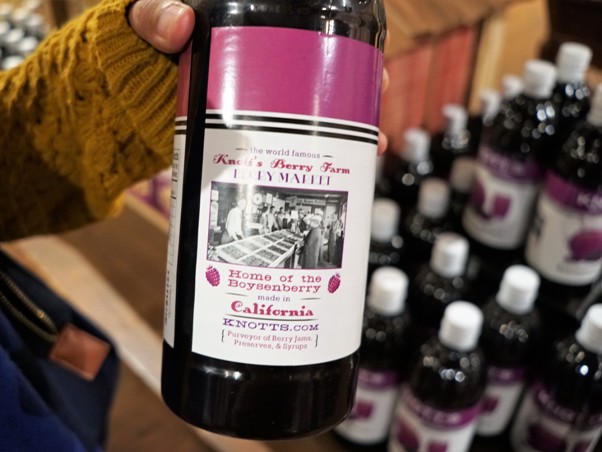 the world famous
Knott's Berry Farm
BERRY MARKET
Home of the
Boysenberry
made in
California
KNOTTS.COM
Purveyor of Berry Jams,
Preserves, & Syrups